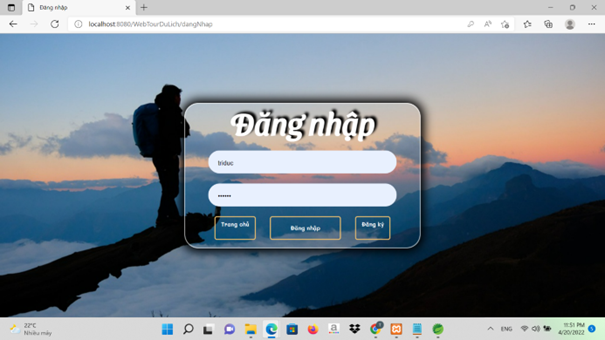 Đăng nhập
localhost:8080/WebTourDuLich/dangNhap
Đăng nhập
triduc
••••••
Trang chủ
Đăng nhập
Đăng ký
22°C
Nhiều mây
ENG
11:51 PM
4/20/2022